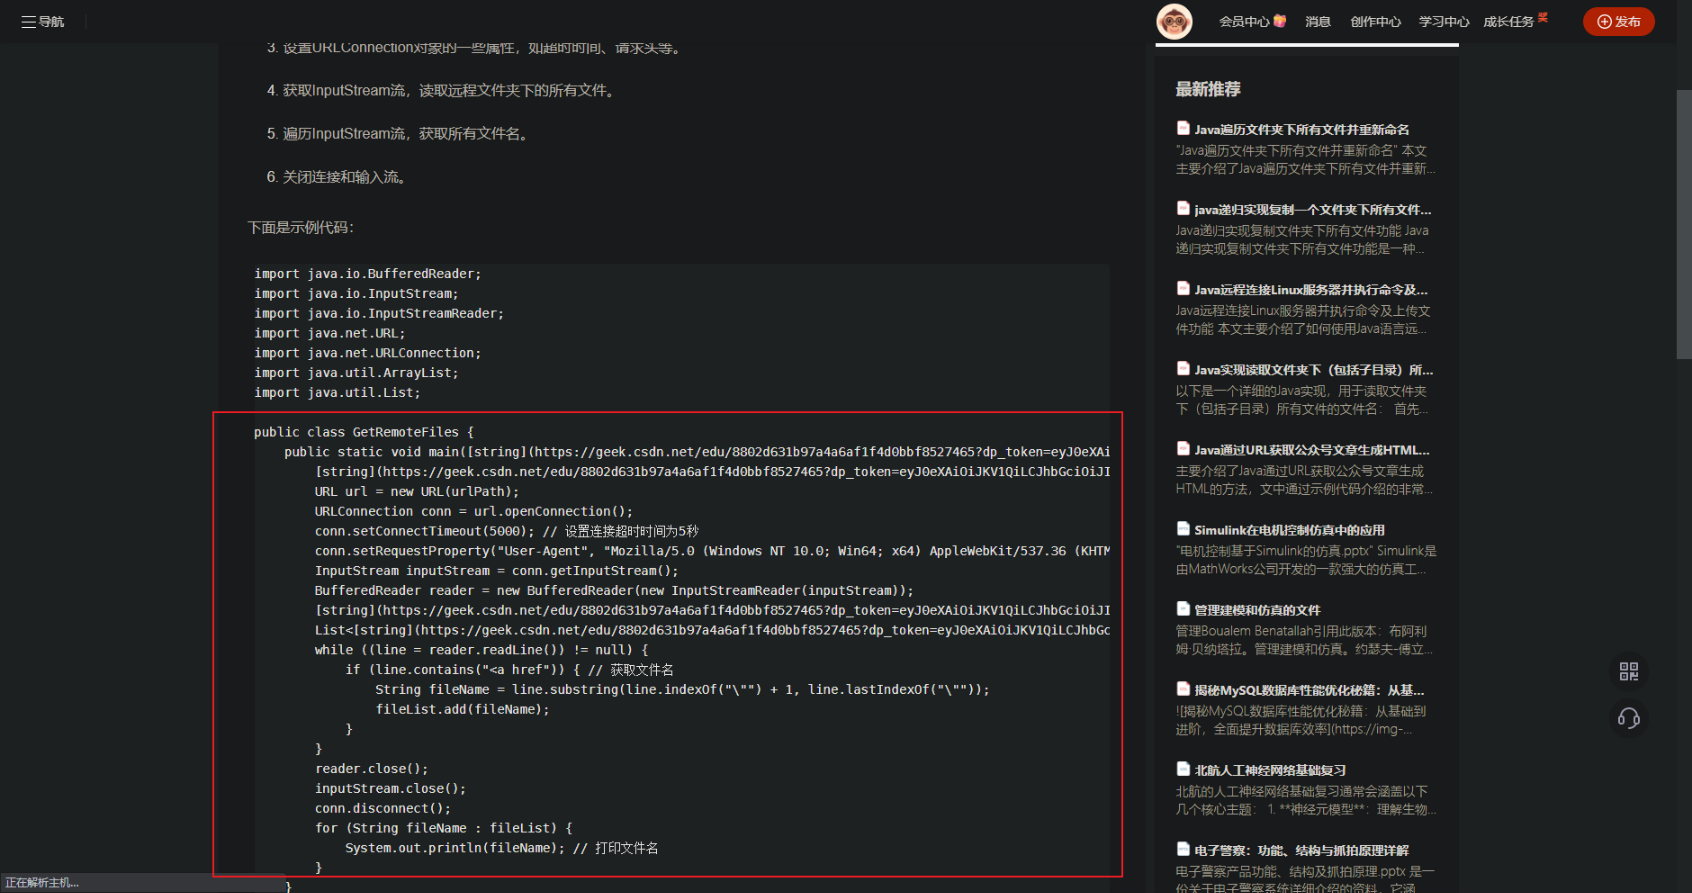 导航
会员中心
消息
创作中心
学习中心
成长任务
奖
发布
3. 设置URLConnection对象的一些属性，如超时时间、请求头等。
4. 获取InputStream流，读取远程文件夹下的所有文件。
5. 遍历InputStream流，获取所有文件名。
6. 关闭连接和输入流。
下面是示例代码：
import java.io.BufferedReader;
import java.io.InputStream;
import java.io.InputStreamReader;
import java.net.URL;
import java.net.URLConnection;
import java.util.ArrayList;
import java.util.List;
public class GetRemoteFiles {
public static void main([string](https://geek.csdn.net/edu/8802d631b97a4a6af1f4d0bbf8527465?dp_token=eyJ0eXAi
[string](https://geek.csdn.net/edu/8802d631b97a4a6af1f4d0bbf8527465?dp_token=eyJ0eXAiOiJKV1QiLCJhbGciOiJI
URL url = new URL(urlPath);
URLConnection conn = url.openConnection();
conn.setConnectTimeout(5000); // 设置连接超时时间为5秒
conn.setRequestProperty("User-Agent", "Mozilla/5.0 (Windows NT 10.0; Win64; x64) AppleWebKit/537.36 (KHTM
InputStream inputStream = conn.getInputStream();
BufferedReader reader = new BufferedReader(new InputStreamReader(inputStream));
[string](https://geek.csdn.net/edu/8802d631b97a4a6af1f4d0bbf8527465?dp_token=eyJ0eXAiOiJKV1QiLCJhbGciOiJI
List<[string](https://geek.csdn.net/edu/8802d631b97a4a6af1f4d0bbf8527465?dp_token=eyJ0eXAiOiJKV1QiLCJhbGc
while ((line = reader.readLine()) != null) {
if (line.contains("<a href")) { // 获取文件名
String fileName = line.substring(line.indexOf("\"") + 1, line.lastIndexOf("\""));
fileList.add(fileName);
}
}
reader.close();
inputStream.close();
conn.disconnect();
for (String fileName : fileList) {
System.out.println(fileName); // 打印文件名
}
}
正在解析主机...
最新推荐
Java遍历文件夹下所有文件并重新命名
"Java遍历文件夹下所有文件并重新命名" 本文
主要介绍了Java遍历文件夹下所有文件并重新...
java递归实现复制一个文件夹下所有文件...
Java递归实现复制文件夹下所有文件功能 Java
递归实现复制文件夹下所有文件功能是一种...
Java远程连接Linux服务器并执行命令及...
Java远程连接Linux服务器并执行命令及上传文
件功能 本文主要介绍了如何使用Java语言远...
Java实现读取文件夹下（包括子目录）所...
以下是一个详细的Java实现，用于读取文件夹
下（包括子目录）所有文件的文件名： 首先...
Java通过URL获取公众号文章生成HTML...
主要介绍了Java通过URL获取公众号文章生成
HTML的方法，文中通过示例代码介绍的非常...
Simulink在电机控制仿真中的应用
"电机控制基于Simulink的仿真.pptx" Simulink是
由MathWorks公司开发的一款强大的仿真工...
管理建模和仿真的文件
管理Boualem Benatallah引用此版本：布阿利
姆·贝纳塔拉。管理建模和仿真。约瑟夫-傅立...
揭秘MySQL数据库性能优化秘籍：从基...
![揭秘MySQL数据库性能优化秘籍：从基础到
进阶，全面提升数据库效率](https://img-...
北航人工神经网络基础复习
北航的人工神经网络基础复习通常会涵盖以下
几个核心主题： 1. **神经元模型**：理解生物...
电子警察：功能、结构与抓拍原理详解
电子警察产品功能、结构及抓拍原理.pptx 是一
份关于电子警察系统详细介绍的资料，它涵